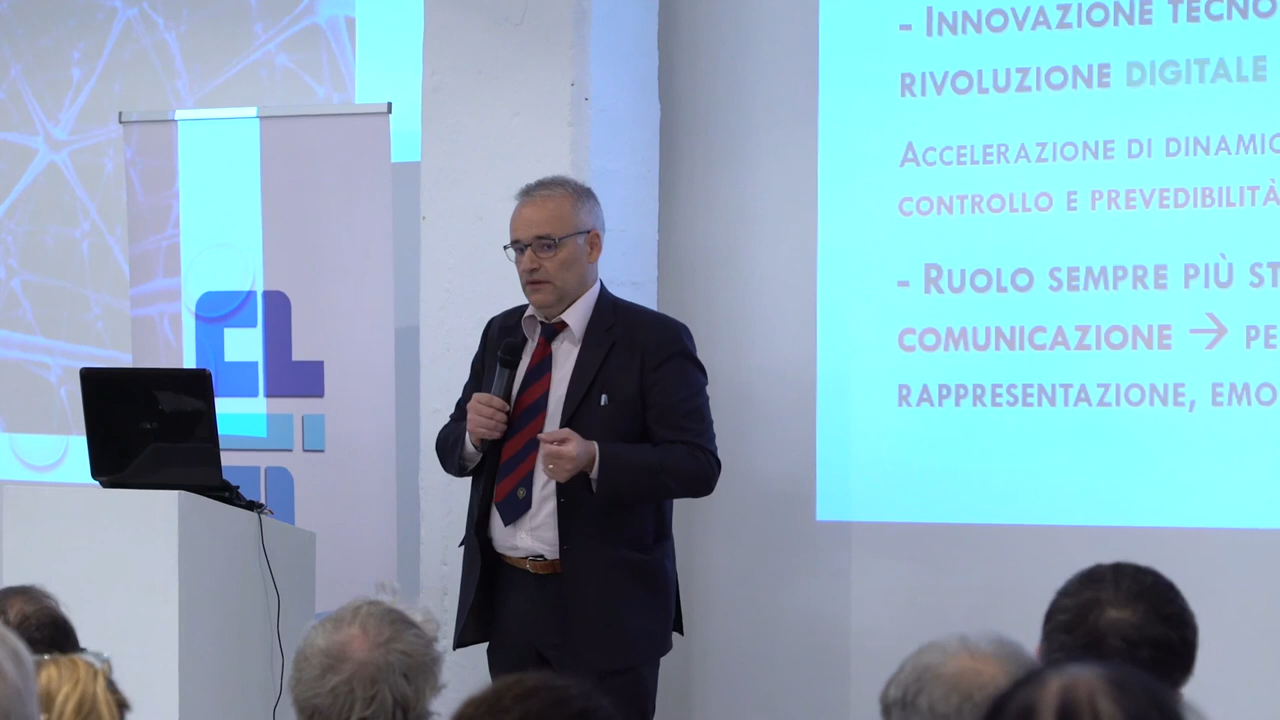 - INNOVAZIONE TECNO
RIVOLUZIONE DIGITALE
ACCELERAZIONE DI DINAMIC
CONTROLLO E PREVEDIBILITÀ
- RUOLO SEMPRE PIÙ ST
COMUNICAZIONE → PE
RAPPRESENTAZIONE, EMO
EL